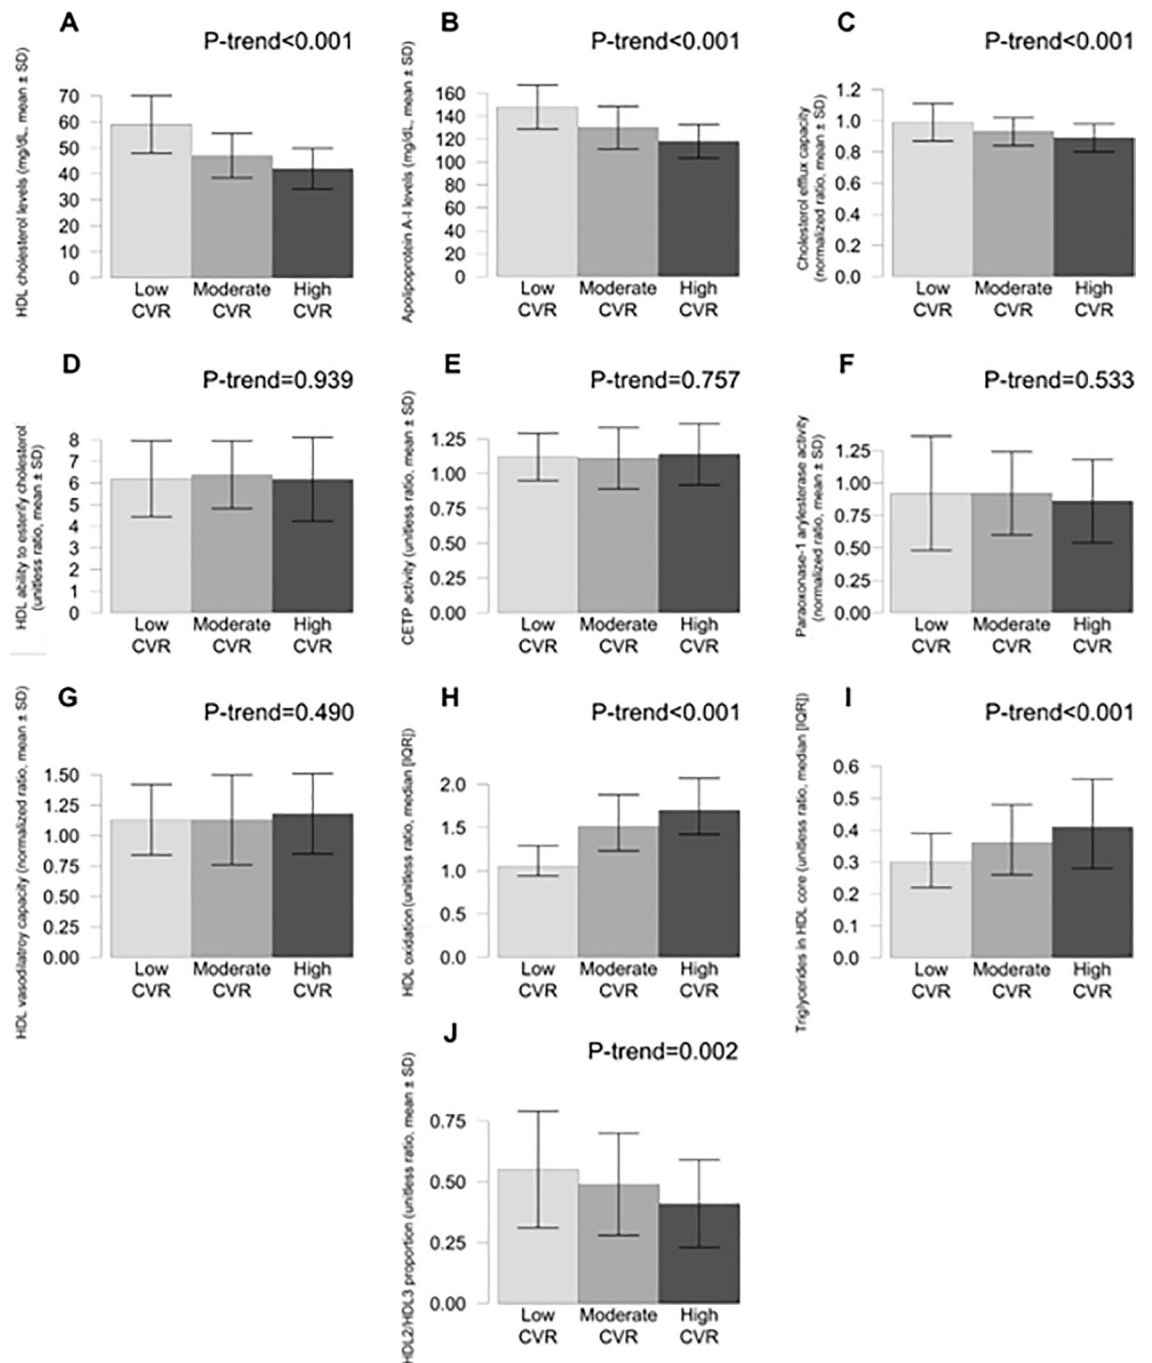 A
P-trend<0.001
HDL cholesterol levels (mg/dL, mean ± SD)
70
60
50
40
30
20
10
0
Low Moderate High
CVR CVR CVR
B
P-trend<0.001
Apolipoprotein A-I levels (mg/dL, mean ± SD)
160
140
120
100
80
60
40
20
0
Low Moderate High
CVR CVR CVR
C
P-trend<0.001
Cholesterol efflux capacity
(normalized ratio, mean ± SD)
1.2
1.0
0.8
0.6
0.4
0.2
0.0
Low Moderate High
CVR CVR CVR
D
P-trend=0.939
HDL ability to esterify cholesterol
(unitless ratio, mean ± SD)
8
7
6
5
4
3
2
1
0
Low Moderate High
CVR CVR CVR
E
P-trend=0.757
CETP activity (unitless ratio, mean ± SD)
1.25
1.00
0.75
0.50
0.25
0.00
Low Moderate High
CVR CVR CVR
F
P-trend=0.533
Paraoxonase-1 arylesterase activity
(normalized ratio, mean ± SD)
1.25
1.00
0.75
0.50
0.25
0.00
Low Moderate High
CVR CVR CVR
G
P-trend=0.490
HDL vasodilatroy capacity (normalized ratio, mean ± SD)
1.50
1.25
1.00
0.75
0.50
0.25
0.00
Low Moderate High
CVR CVR CVR
H
P-trend<0.001
HDL oxidation (unitless ratio, median [IQR])
2.0
1.5
1.0
0.5
0.0
Low Moderate High
CVR CVR CVR
I
P-trend<0.001
Triglycerides in HDL core (unitless ratio, median [IQR])
0.6
0.5
0.4
0.3
0.2
0.1
0.0
Low Moderate High
CVR CVR CVR
J
P-trend=0.002
HDL2/HDL3 proportion (unitless ratio, mean ± SD)
0.75
0.50
0.25
0.00
Low Moderate High
CVR CVR CVR